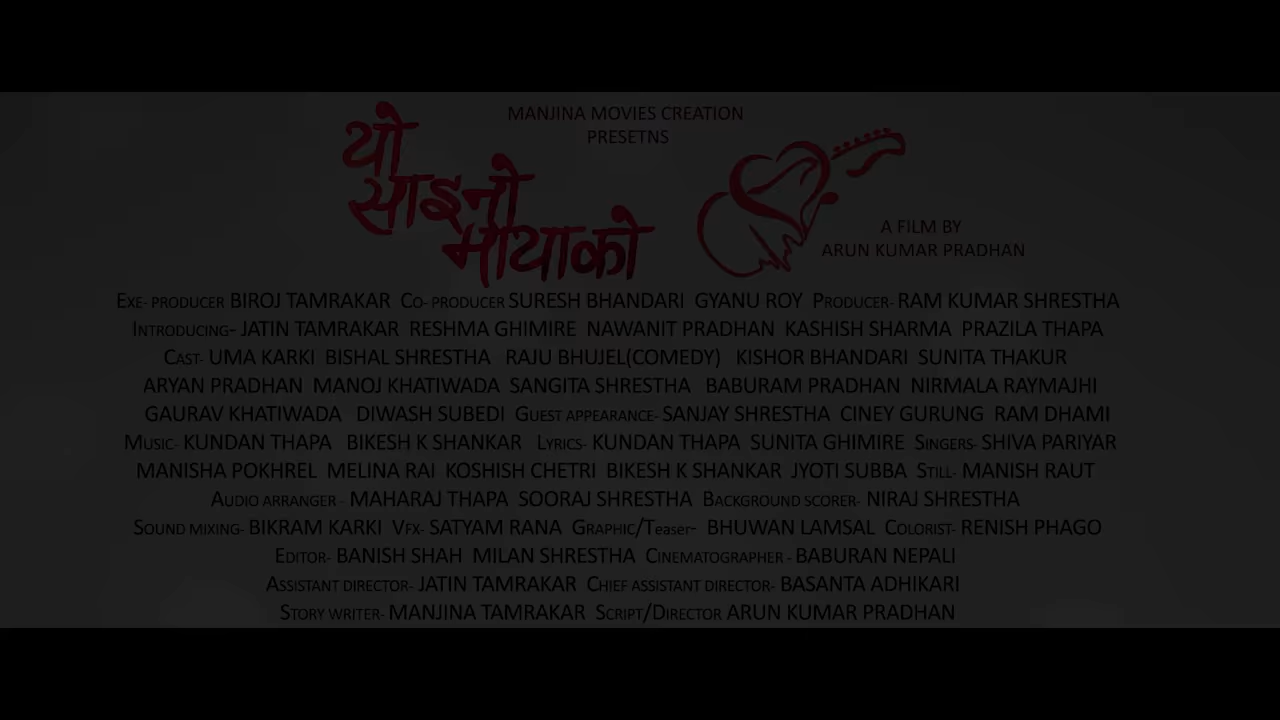 MANJINA MOVIES CREATION
PRESETNS
यो
साइनो
मायाको
A FILM BY
ARUN KUMAR PRADHAN
EXE- PRODUCER BIROJ TAMRAKAR CO- PRODUCER SURESH BHANDARI GYANU ROY PRODUCER- RAM KUMAR SHRESTHA
INTRODUCING- JATIN TAMRAKAR RESHMA GHIMIRE NAWANIT PRADHAN KASHISH SHARMA PRAZILA THAPA
CAST- UMA KARKI BISHAL SHRESTHA RAJU BHUJEL(COMEDY) KISHOR BHANDARI SUNITA THAKUR
ARYAN PRADHAN MANOJ KHATIWADA SANGITA SHRESTHA BABURAM PRADHAN NIRMALA RAYMAJHI
GAURAV KHATIWADA DIWASH SUBEDI GUEST APPEARANCE- SANJAY SHRESTHA CINEY GURUNG RAM DHAMI
MUSIC- KUNDAN THAPA BIKESH K SHANKAR LYRICS- KUNDAN THAPA SUNITA GHIMIRE SINGERS- SHIVA PARIYAR
MANISHA POKHREL MELINA RAI KOSHISH CHETRI BIKESH K SHANKAR JYOTI SUBBA STILL- MANISH RAUT
AUDIO ARRANGER - MAHARAJ THAPA SOORAJ SHRESTHA BACKGROUND SCORER- NIRAJ SHRESTHA
SOUND MIXING- BIKRAM KARKI VFX- SATYAM RANA GRAPHIC/Teaser- BHUWAN LAMSAL COLORIST- RENISH PHAGO
EDITOR- BANISH SHAH MILAN SHRESTHA CINEMATOGRAPHER - BABURAN NEPALI
ASSISTANT DIRECTOR- JATIN TAMRAKAR CHIEF ASSISTANT DIRECTOR- BASANTA ADHIKARI
STORY WRITER- MANJINA TAMRAKAR SCRIPT/DIRECTOR ARUN KUMAR PRADHAN